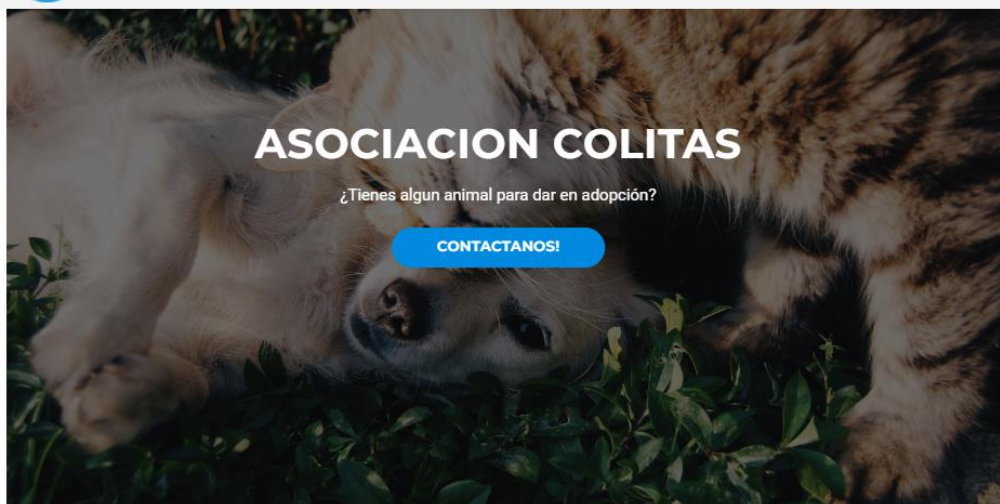 ASOCIACION COLITAS
¿Tienes algun animal para dar en adopción?
CONTACTANOS!